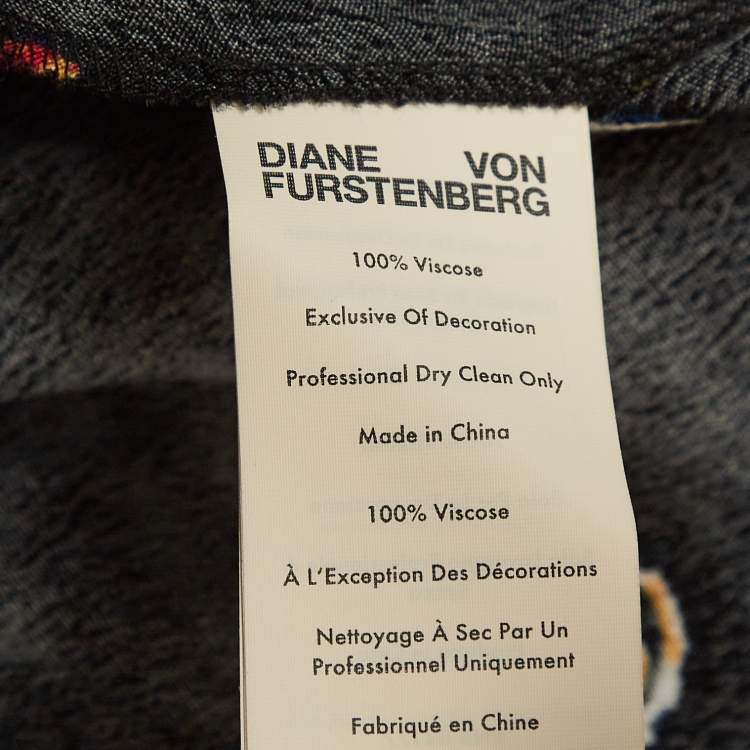 DIANE VON
FURSTENBERG
100% Viscose
Exclusive Of Decoration
Professional Dry Clean Only
Made in China
100% Viscose
À L'Exception Des Décorations
Nettoyage À Sec Par Un
Professionnel Uniquement
Fabriqué en Chine